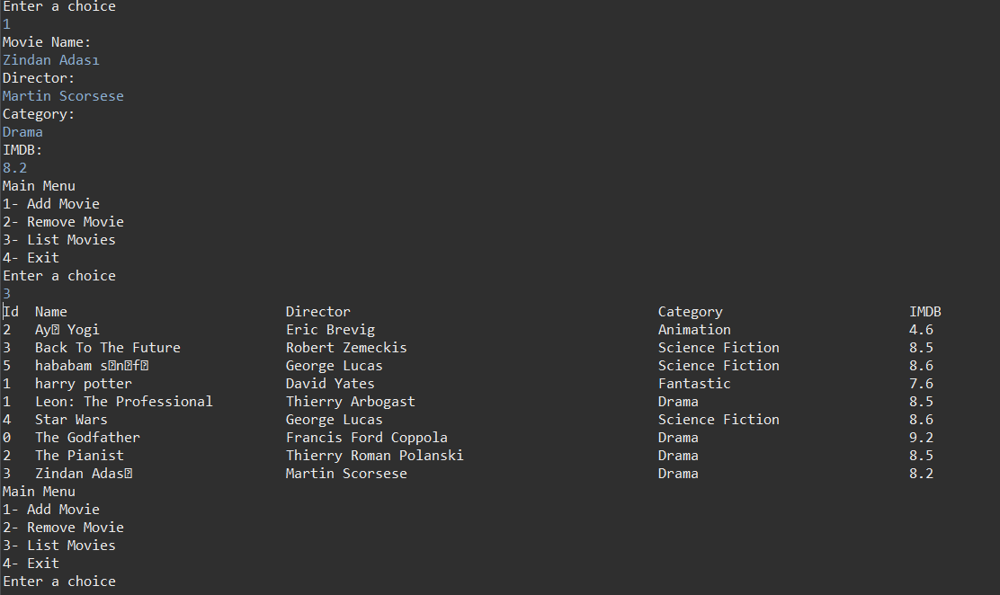 Enter a choice
1
Movie Name:
Zindan Adası
Director:
Martin Scorsese
Category:
Drama
IMDB:
8.2
Main Menu
1- Add Movie
2- Remove Movie
3- List Movies
4- Exit
Enter a choice
3
Id Name Director Category IMDB
2 Ay� Yogi Eric Brevig Animation 4.6
3 Back To The Future Robert Zemeckis Science Fiction 8.5
5 hababam s�n�f� George Lucas Science Fiction 8.6
1 harry potter David Yates Fantastic 7.6
1 Leon: The Professional Thierry Arbogast Drama 8.5
4 Star Wars George Lucas Science Fiction 8.6
0 The Godfather Francis Ford Coppola Drama 9.2
2 The Pianist Thierry Roman Polanski Drama 8.5
3 Zindan Adas� Martin Scorsese Drama 8.2
Main Menu
1- Add Movie
2- Remove Movie
3- List Movies
4- Exit
Enter a choice